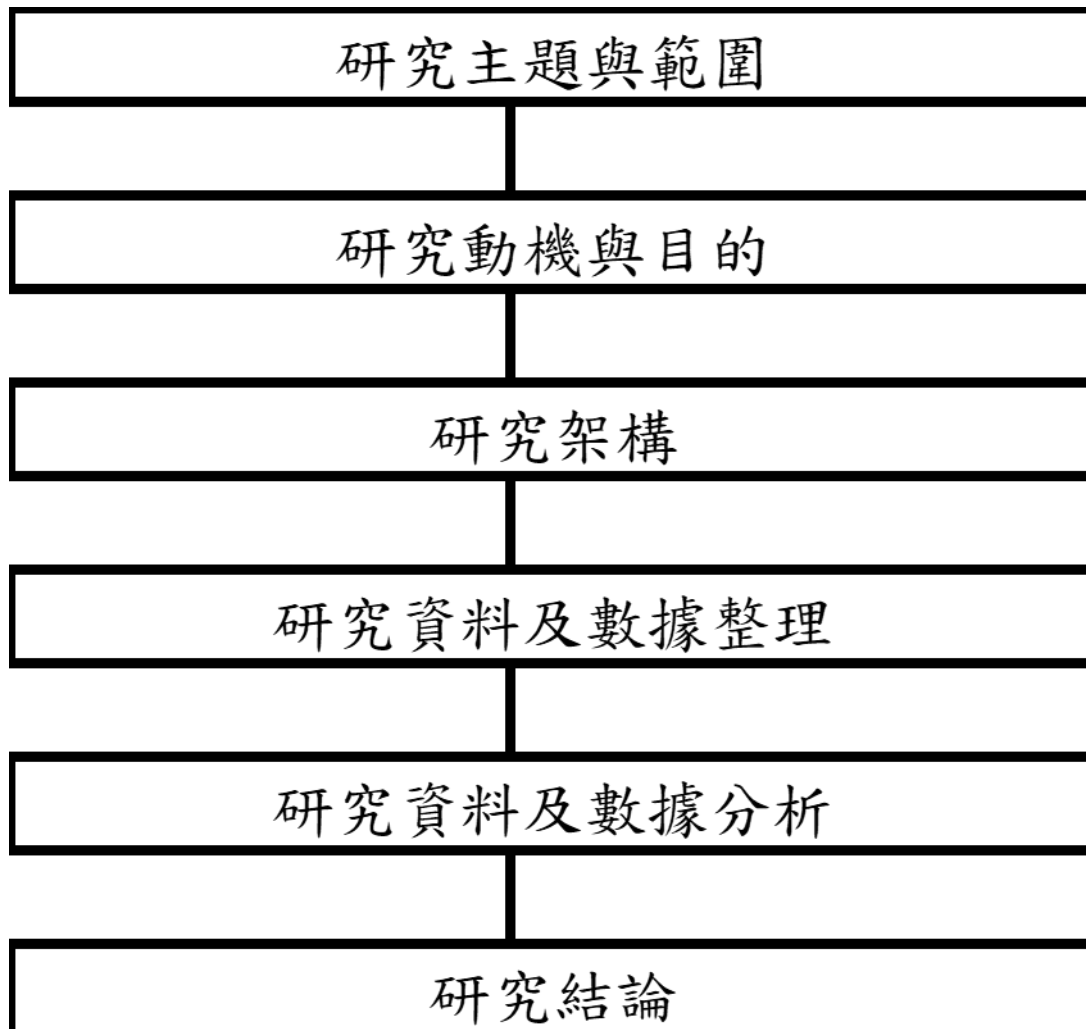 研究主題與範圍
研究動機與目的
研究架構
研究資料及數據整理
研究資料及數據分析
研究結論